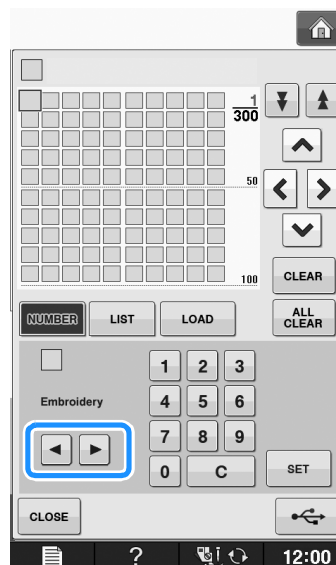 1
300
50
100
CLEAR
NUMBER LIST LOAD ALL CLEAR
1 2 3
Embroidery 4 5 6
7 8 9
0 C SET
CLOSE
? 12:00